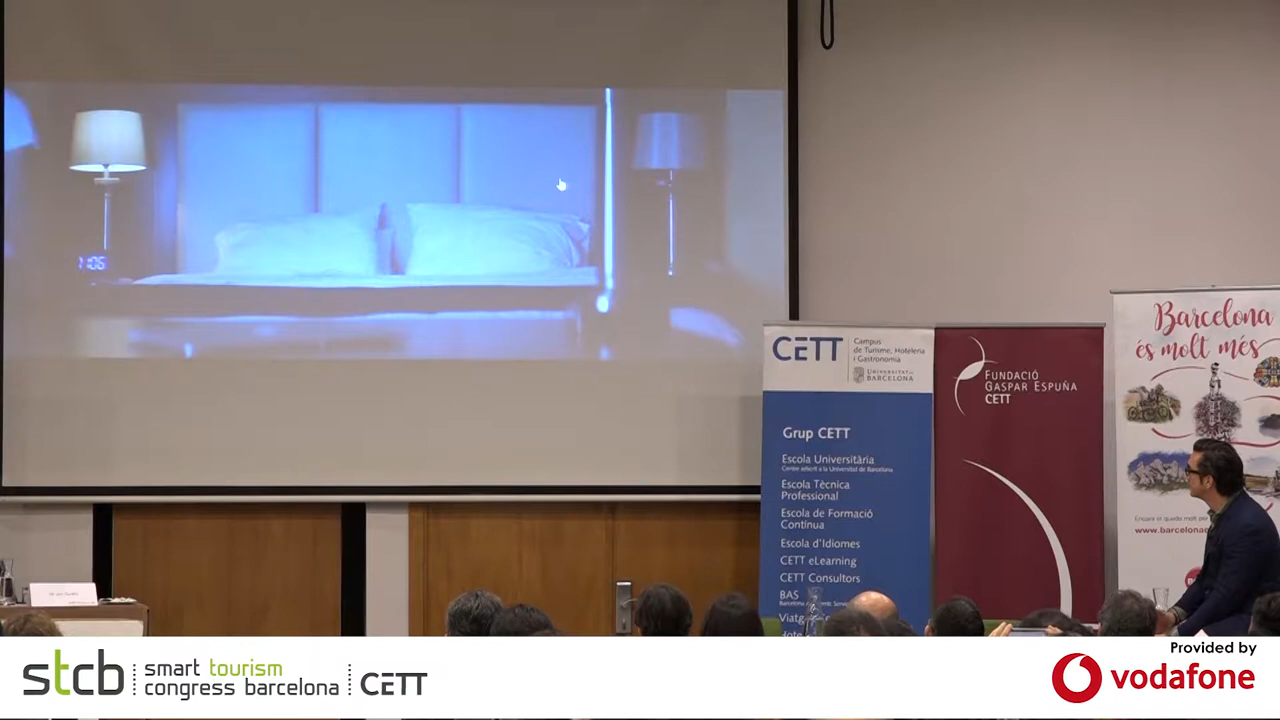 11:06
Barcelona
és molt més
CETT
Campus
de Turisme, Hoteleria
i Gastronomia
UNIVERSITAT DE
BARCELONA
FUNDACIÓ
GASPAR ESPUÑA
CETT
Grup CETT
Escola Universitària
Centre adscrit a la Universitat de Barcelona
Escola Tècnica
Professional
Escola de Formació
Contínua
Escola d'Idiomes
CETT eLearning
CETT Consultors
BAS
www.barcelona
stcb
smart tourism
congress barcelona
CETT
Provided by
vodafone